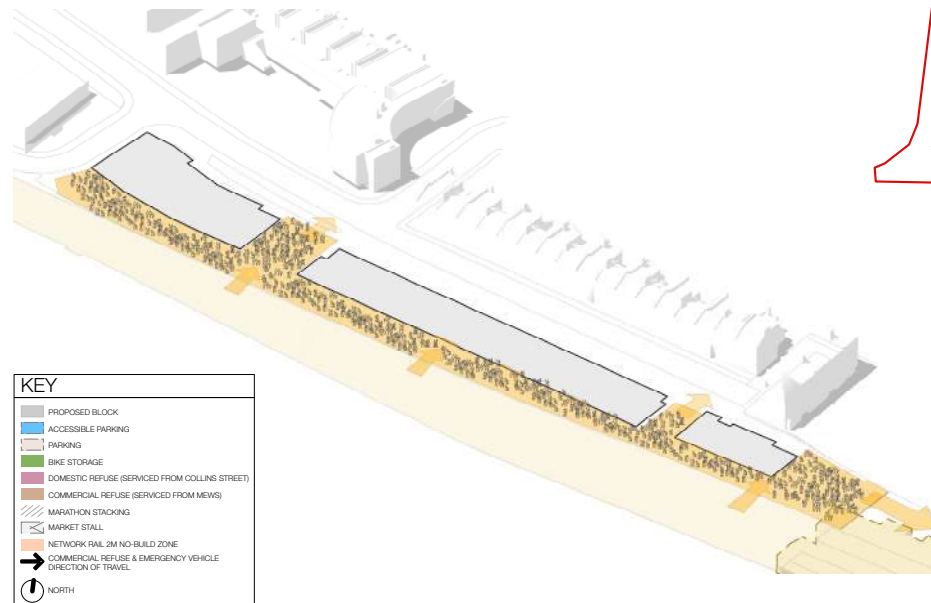 KEY
PROPOSED BLOCK
ACCESSIBLE PARKING
PARKING
BIKE STORAGE
DOMESTIC REFUSE (SERVICED FROM COLLINS STREET)
COMMERCIAL REFUSE (SERVICED FROM MEWS)
MARATHON STACKING
MARKET STALL
NETWORK RAIL 2M NO-BUILD ZONE
COMMERCIAL REFUSE & EMERGENCY VEHICLE
DIRECTION OF TRAVEL
NORTH